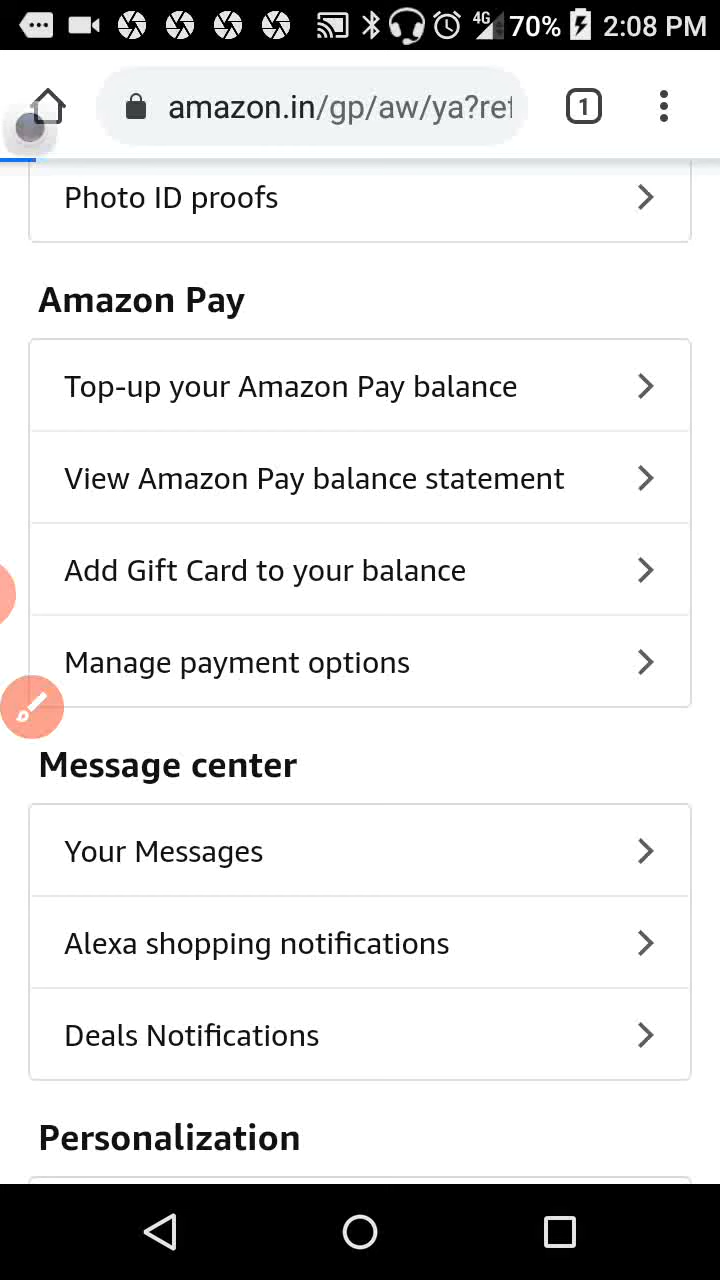 4G 70% 2:08 PM
amazon.in/gp/aw/ya?ref
1
Photo ID proofs
Amazon Pay
Top-up your Amazon Pay balance
View Amazon Pay balance statement
Add Gift Card to your balance
Manage payment options
Message center
Your Messages
Alexa shopping notifications
Deals Notifications
Personalization